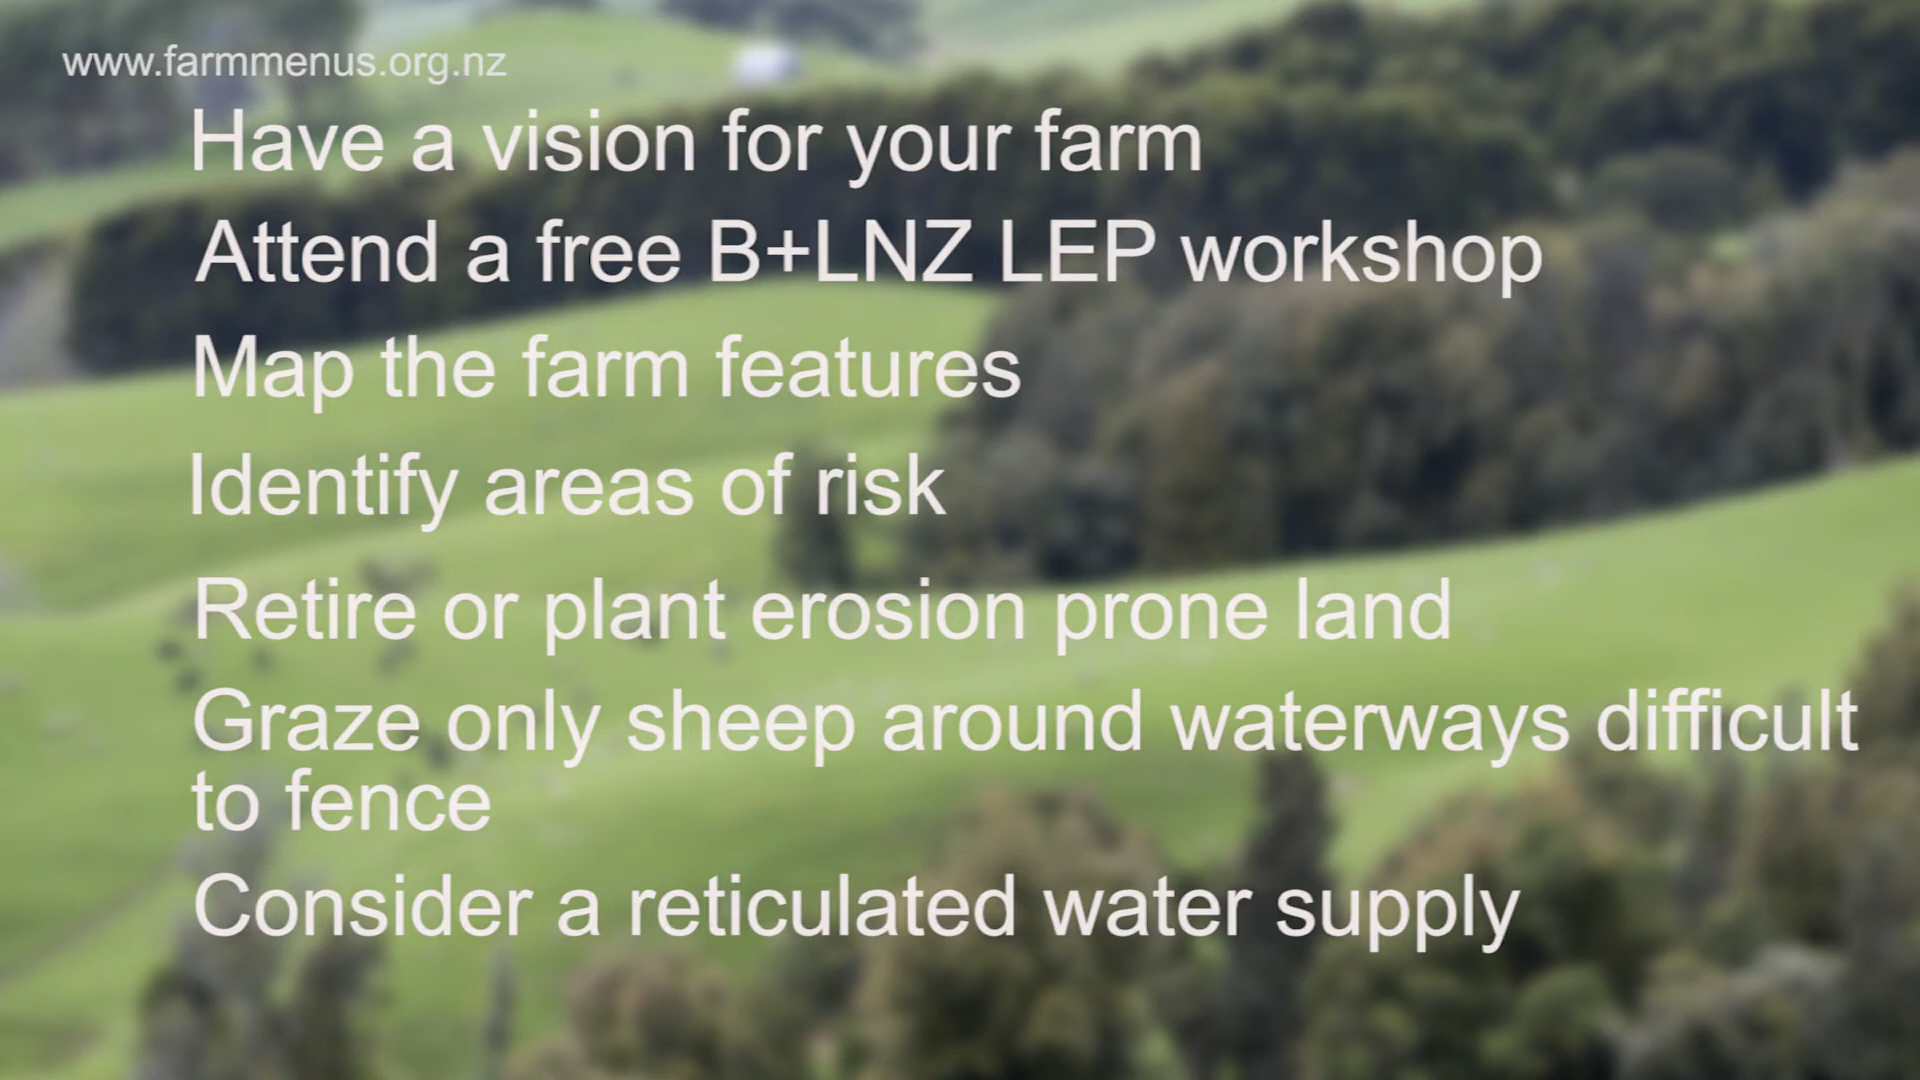 www.farmmenus.org.nz
Have a vision for your farm
Attend a free B+LNZ LEP workshop
Map the farm features
Identify areas of risk
Retire or plant erosion prone land
Graze only sheep around waterways difficult
to fence
Consider a reticulated water supply